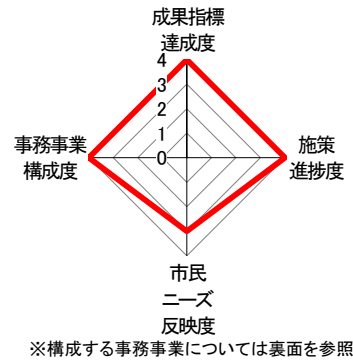 成果指標
達成度
4
3
2
1
0
事務事業
構成度
施策
進捗度
市民
ニーズ
反映度
※構成する事務事業については裏面を参照